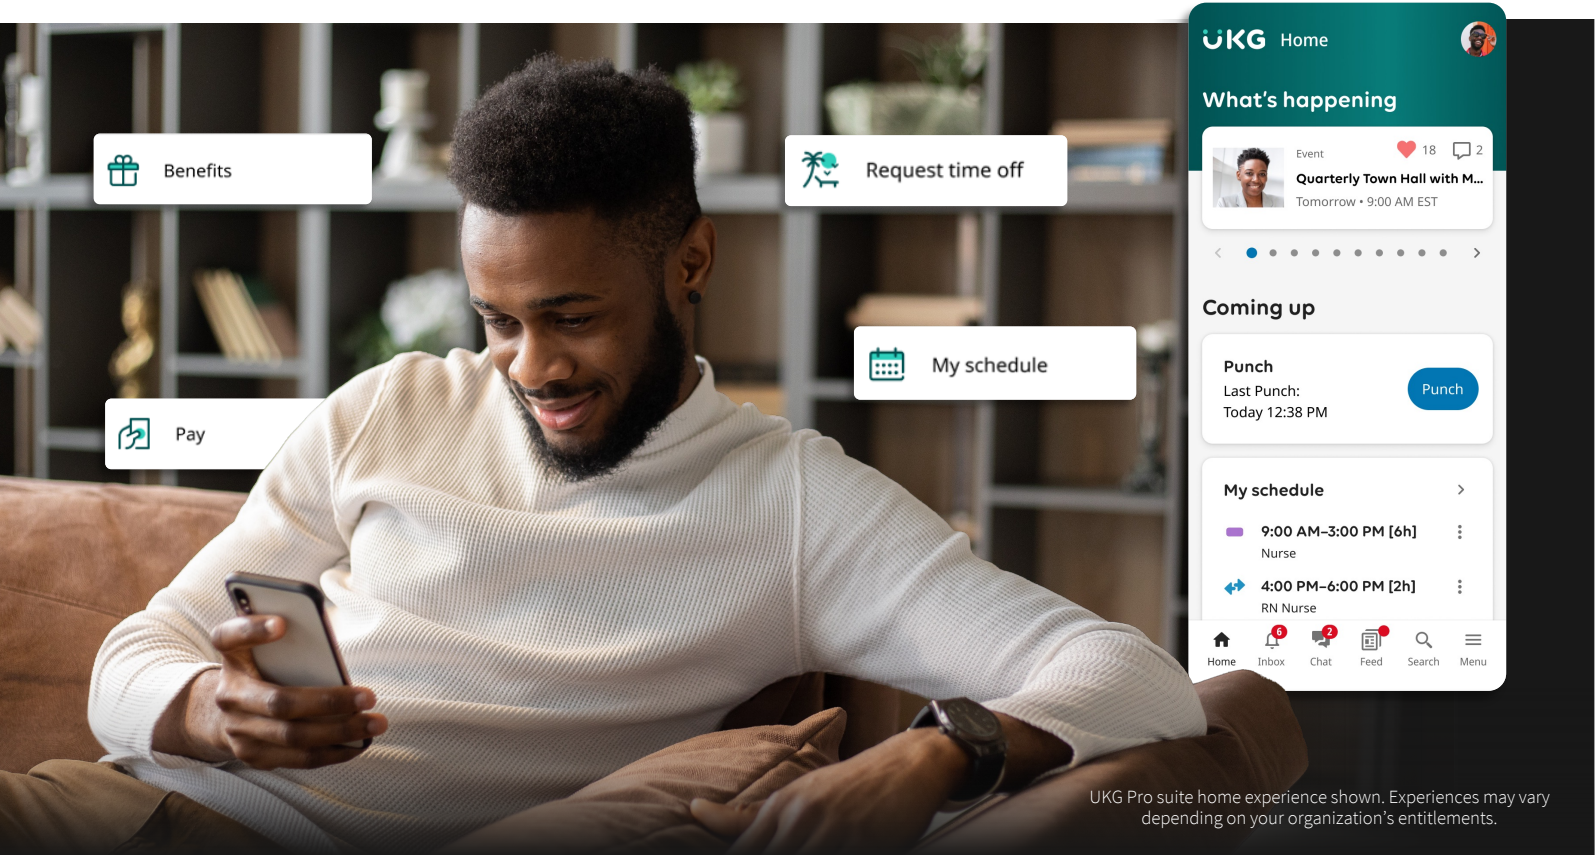 Benefits
Request time off
My schedule
Pay
UKG Home
What's happening
Event
18
2
Quarterly Town Hall with M...
Tomorrow • 9:00 AM EST
Coming up
Punch
Last Punch:
Today 12:38 PM
Punch
My schedule
9:00 AM–3:00 PM [6h]
Nurse
4:00 PM–6:00 PM [2h]
RN Nurse
6
2
Home
Inbox
Chat
Feed
Search
Menu
UKG Pro suite home experience shown. Experiences may vary
depending on your organization's entitlements.